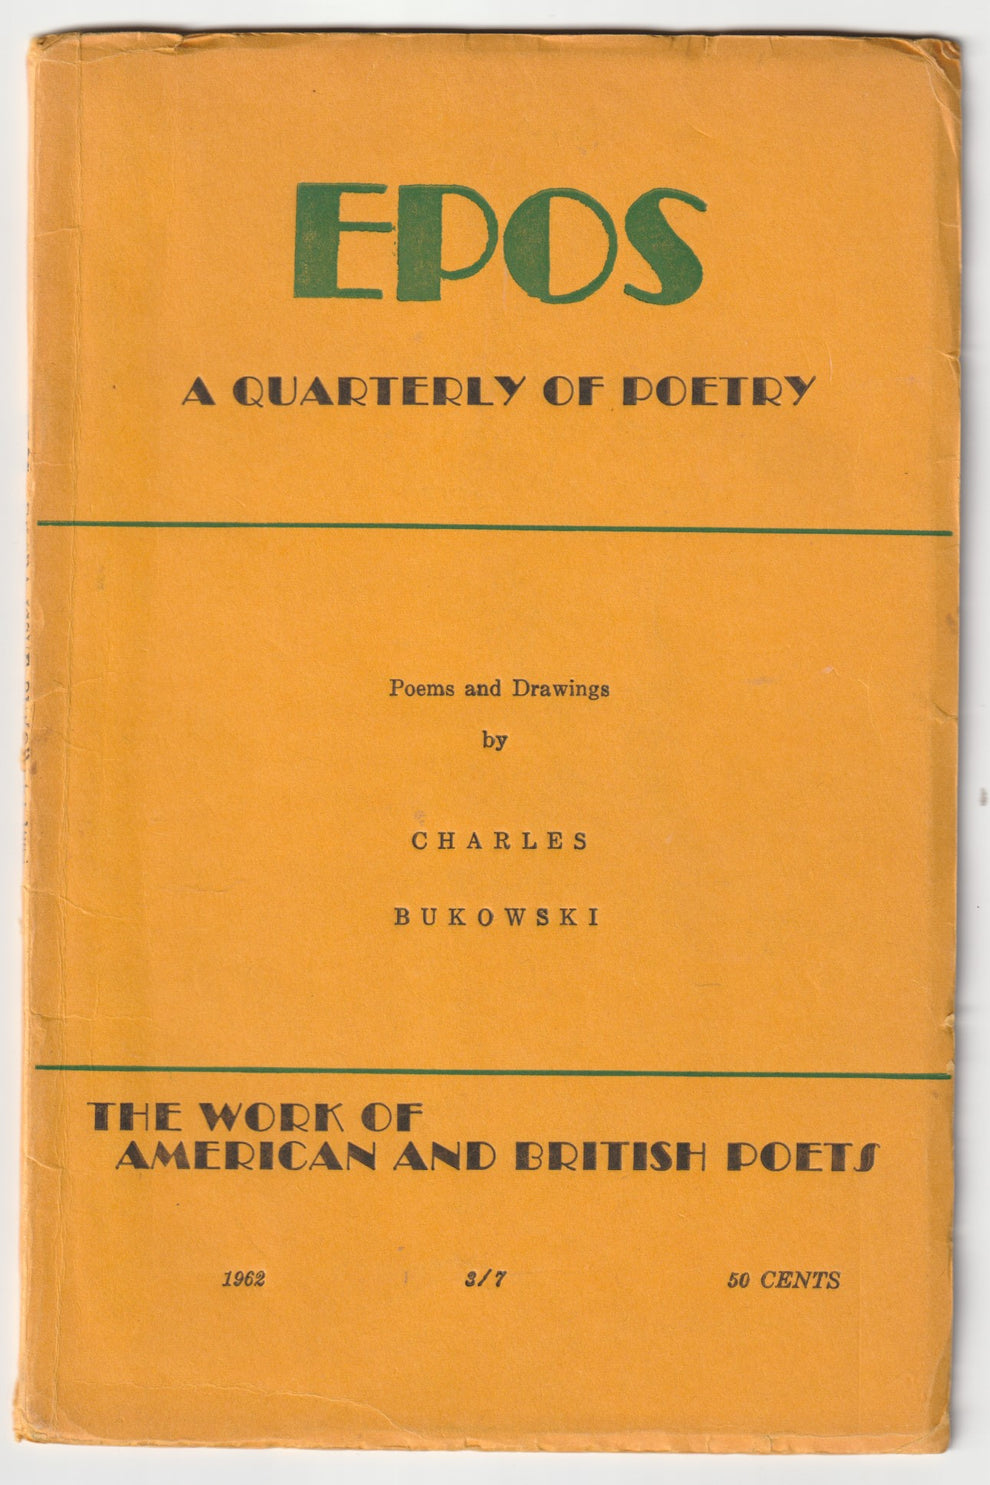 EPOS
A QUARTERLY OF POETRY
Poems and Drawings
by
CHARLES
BUKOWSKI
THE WORK OF
AMERICAN AND BRITISH POETS
1962 3/7 50 CENTS